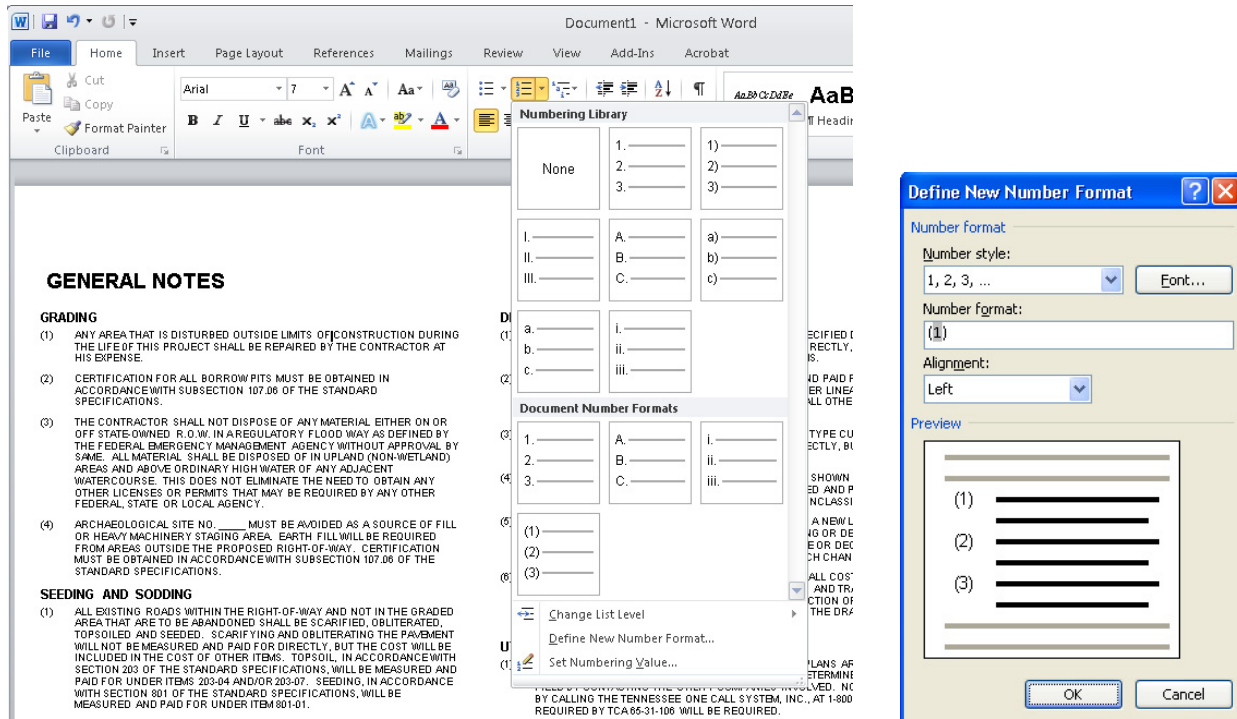 Document1 - Microsoft Word
File Home Insert Page Layout References Mailings Review View Add-Ins Acrobat
Cut
Copy
Format Painter
Paste
Clipboard
Arial 7
Font
AaBbCcDdEe AaB
¶ Headin
Numbering Library
None
1.
2.
3.
1)
2)
3)
I.
II.
III.
A.
B.
C.
a)
b)
c)
a.
b.
c.
i.
ii.
iii.
Document Number Formats
1.
2.
3.
A.
B.
C.
i.
ii.
iii.
(1)
(2)
(3)
Change List Level
Define New Number Format...
Set Numbering Value...
GENERAL NOTES
GRADING
(1) ANY AREA THAT IS DISTURBED OUTSIDE LIMITS OF CONSTRUCTION DURING
THE LIFE OF THIS PROJECT SHALL BE REPAIRED BY THE CONTRACTOR AT
HIS EXPENSE.
(2) CERTIFICATION FOR ALL BORROW PITS MUST BE OBTAINED IN
ACCORDANCE WITH SUBSECTION 107.06 OF THE STANDARD
SPECIFICATIONS.
(3) THE CONTRACTOR SHALL NOT DISPOSE OF ANY MATERIAL EITHER ON OR
OFF STATE-OWNED R.O.W. IN A REGULATORY FLOOD WAY AS DEFINED BY
THE FEDERAL EMERGENCY MANAGEMENT AGENCY WITHOUT APPROVAL BY
SAME. ALL MATERIAL SHALL BE DISPOSED OF IN UPLAND (NON-WETLAND)
AREAS AND ABOVE ORDINARY HIGH WATER OF ANY ADJACENT
WATERCOURSE. THIS DOES NOT ELIMINATE THE NEED TO OBTAIN ANY
OTHER LICENSES OR PERMITS THAT MAY BE REQUIRED BY ANY OTHER
FEDERAL, STATE OR LOCAL AGENCY.
(4) ARCHAEOLOGICAL SITE NO. _____ MUST BE AVOIDED AS A SOURCE OF FILL
OR HEAVY MACHINERY STAGING AREA. EARTH FILL WILL BE REQUIRED
FROM AREAS OUTSIDE THE PROPOSED RIGHT-OF-WAY. CERTIFICATION
MUST BE OBTAINED IN ACCORDANCE WITH SUBSECTION 107.06 OF THE
STANDARD SPECIFICATIONS.
SEEDING AND SODDING
(1) ALL EXISTING ROADS WITHIN THE RIGHT-OF-WAY AND NOT IN THE GRADED
AREA THAT ARE TO BE ABANDONED SHALL BE SCARIFIED, OBLITERATED,
TOPSOILED AND SEEDED. SCARIFYING AND OBLITERATING THE PAVEMENT
WILL NOT BE MEASURED AND PAID FOR DIRECTLY, BUT THE COST WILL BE
INCLUDED IN THE COST OF OTHER ITEMS. TOPSOIL, IN ACCORDANCE WITH
SECTION 203 OF THE STANDARD SPECIFICATIONS, WILL BE MEASURED AND
PAID FOR UNDER ITEMS 203-04 AND/OR 203-07. SEEDING, IN ACCORDANCE
WITH SECTION 801 OF THE STANDARD SPECIFICATIONS, WILL BE
MEASURED AND PAID FOR UNDER ITEM 801-01.
BY CALLING THE TENNESSEE ONE CALL SYSTEM, INC., AT 1-800
REQUIRED BY TCA 65-31-106 WILL BE REQUIRED.
Define New Number Format
Number format
Number style:
1, 2, 3, ...
Font...
Number format:
(1)
Alignment:
Left
Preview
(1)
(2)
(3)
OK Cancel